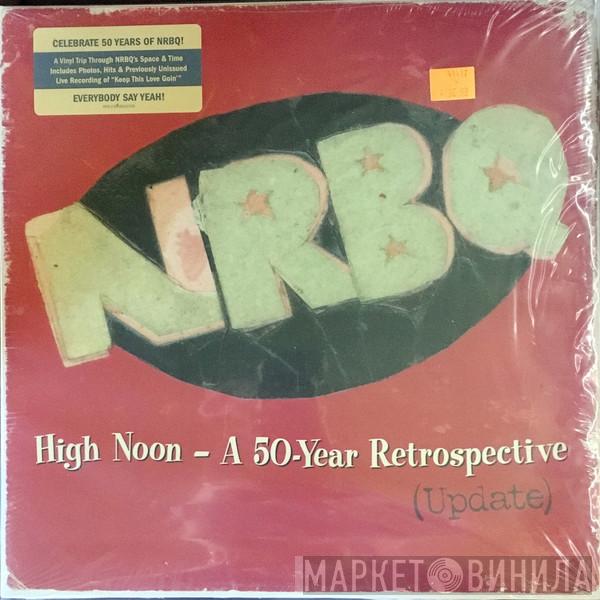 CELEBRATE 50 YEARS OF NRBQ!
A Vinyl Trip Through NRBQ's Space & Time
Includes Photos, Hits & Previously Unissued
Live Recording of "Keep This Love Goin'"
EVERYBODY SAY YEAH!
NRBQ
High Noon – A 50-Year Retrospective
(Update)
МАРКЕТ ВИНИЛА